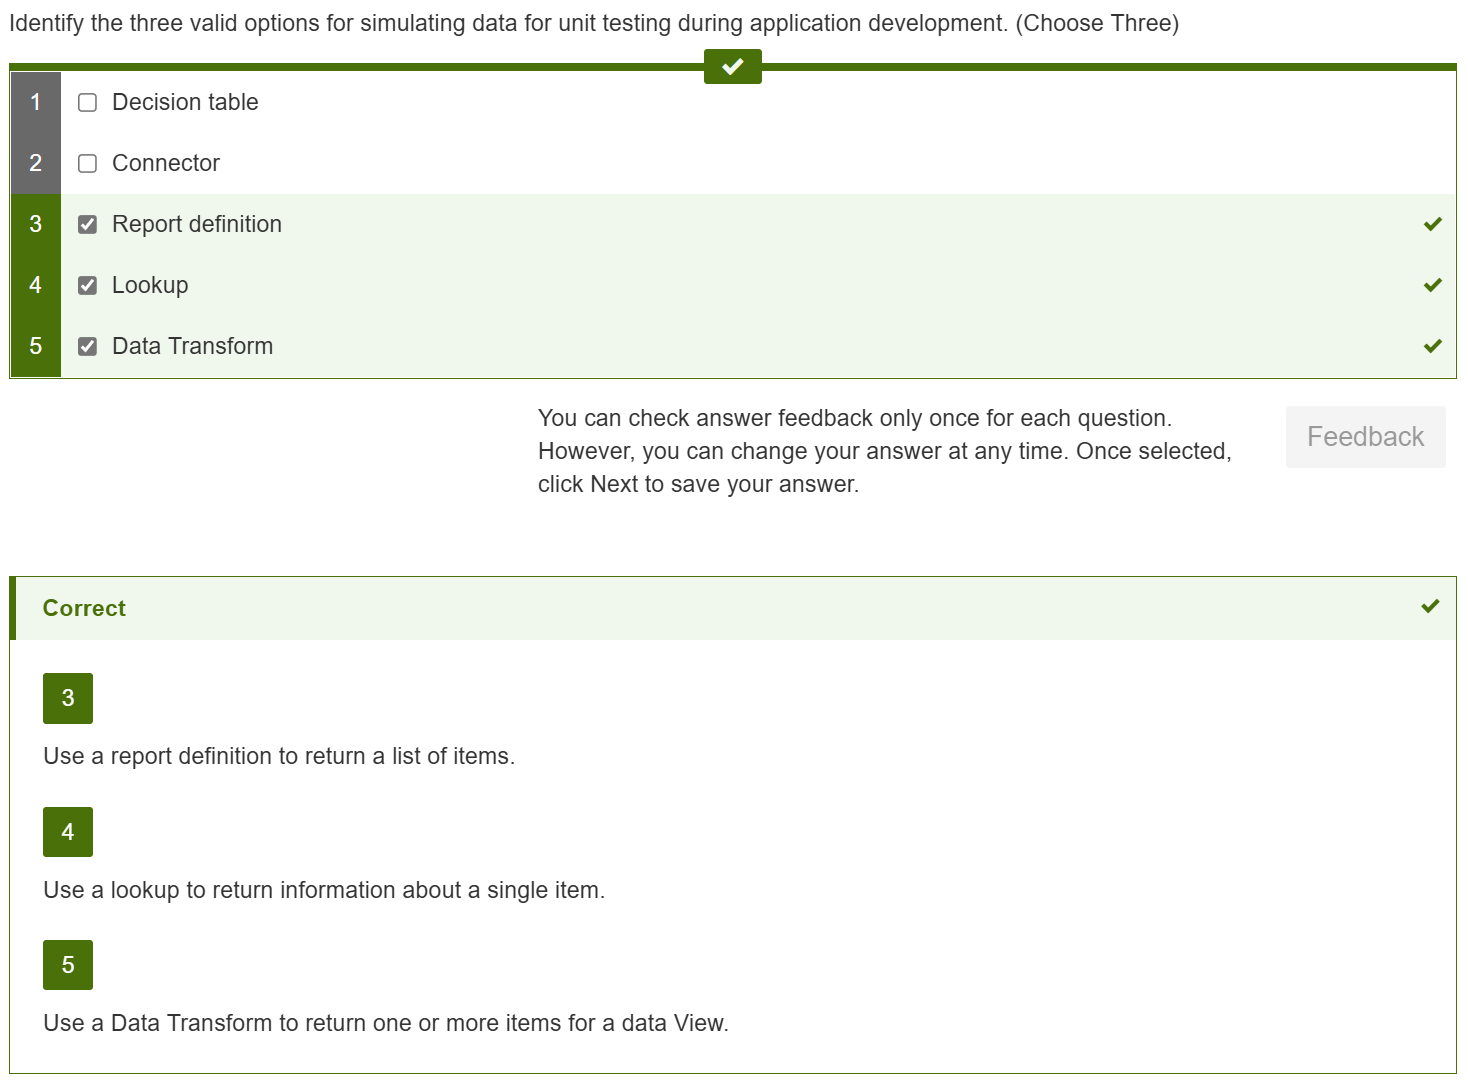 Identify the three valid options for simulating data for unit testing during application development. (Choose Three)
1 Decision table
2 Connector
3 Report definition
4 Lookup
5 Data Transform
You can check answer feedback only once for each question.
However, you can change your answer at any time. Once selected,
click Next to save your answer.
Feedback
Correct
3
Use a report definition to return a list of items.
4
Use a lookup to return information about a single item.
5
Use a Data Transform to return one or more items for a data View.